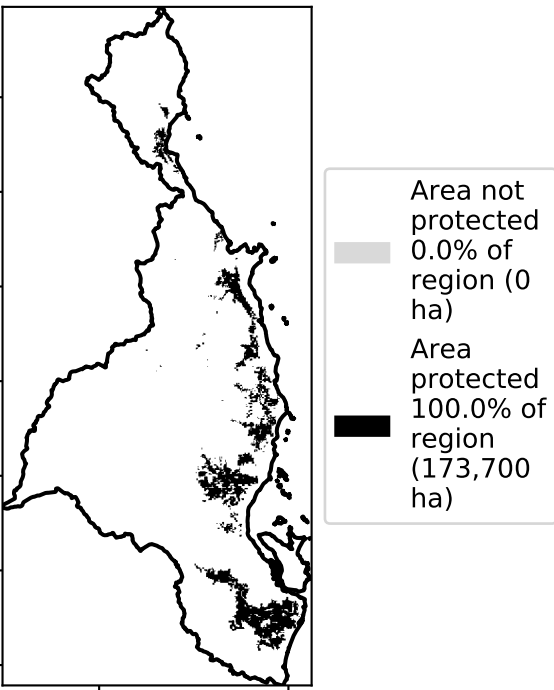 Area not
protected
0.0% of
region (0
ha)
Area
protected
100.0% of
region
(173,700
ha)